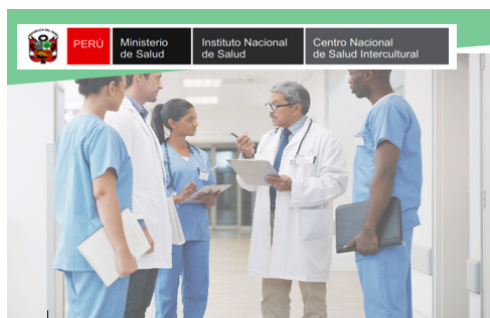 PERÚ
Ministerio
de Salud
Instituto Nacional
de Salud
Centro Nacional
de Salud Intercultural